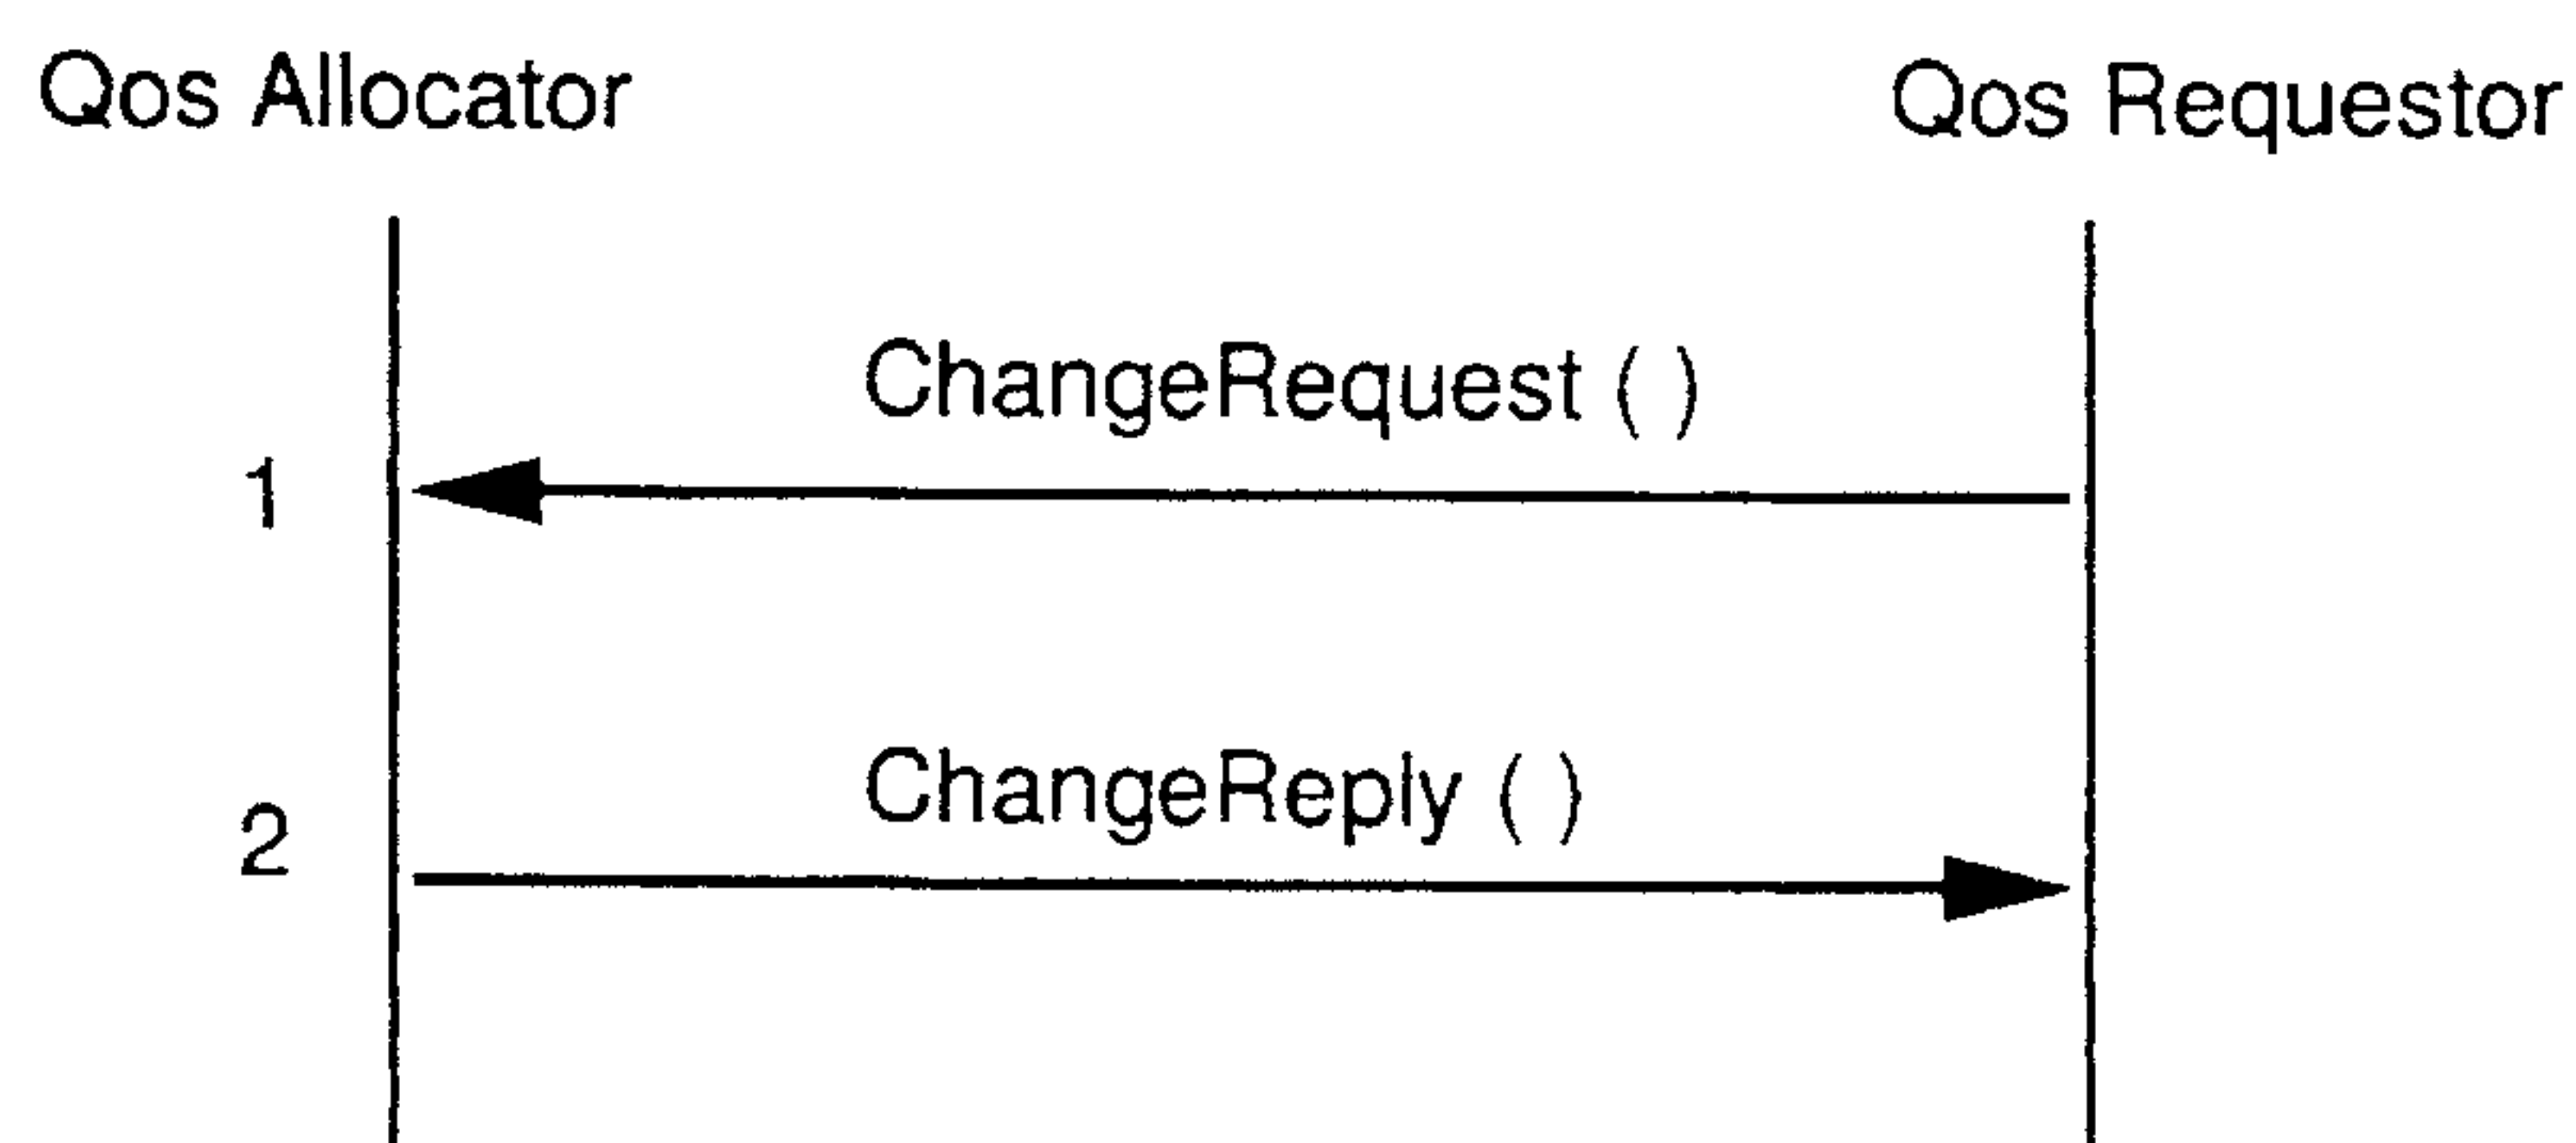 Qos Allocator Qos Requestor
ChangeRequest ( )
1
ChangeReply ( )
2